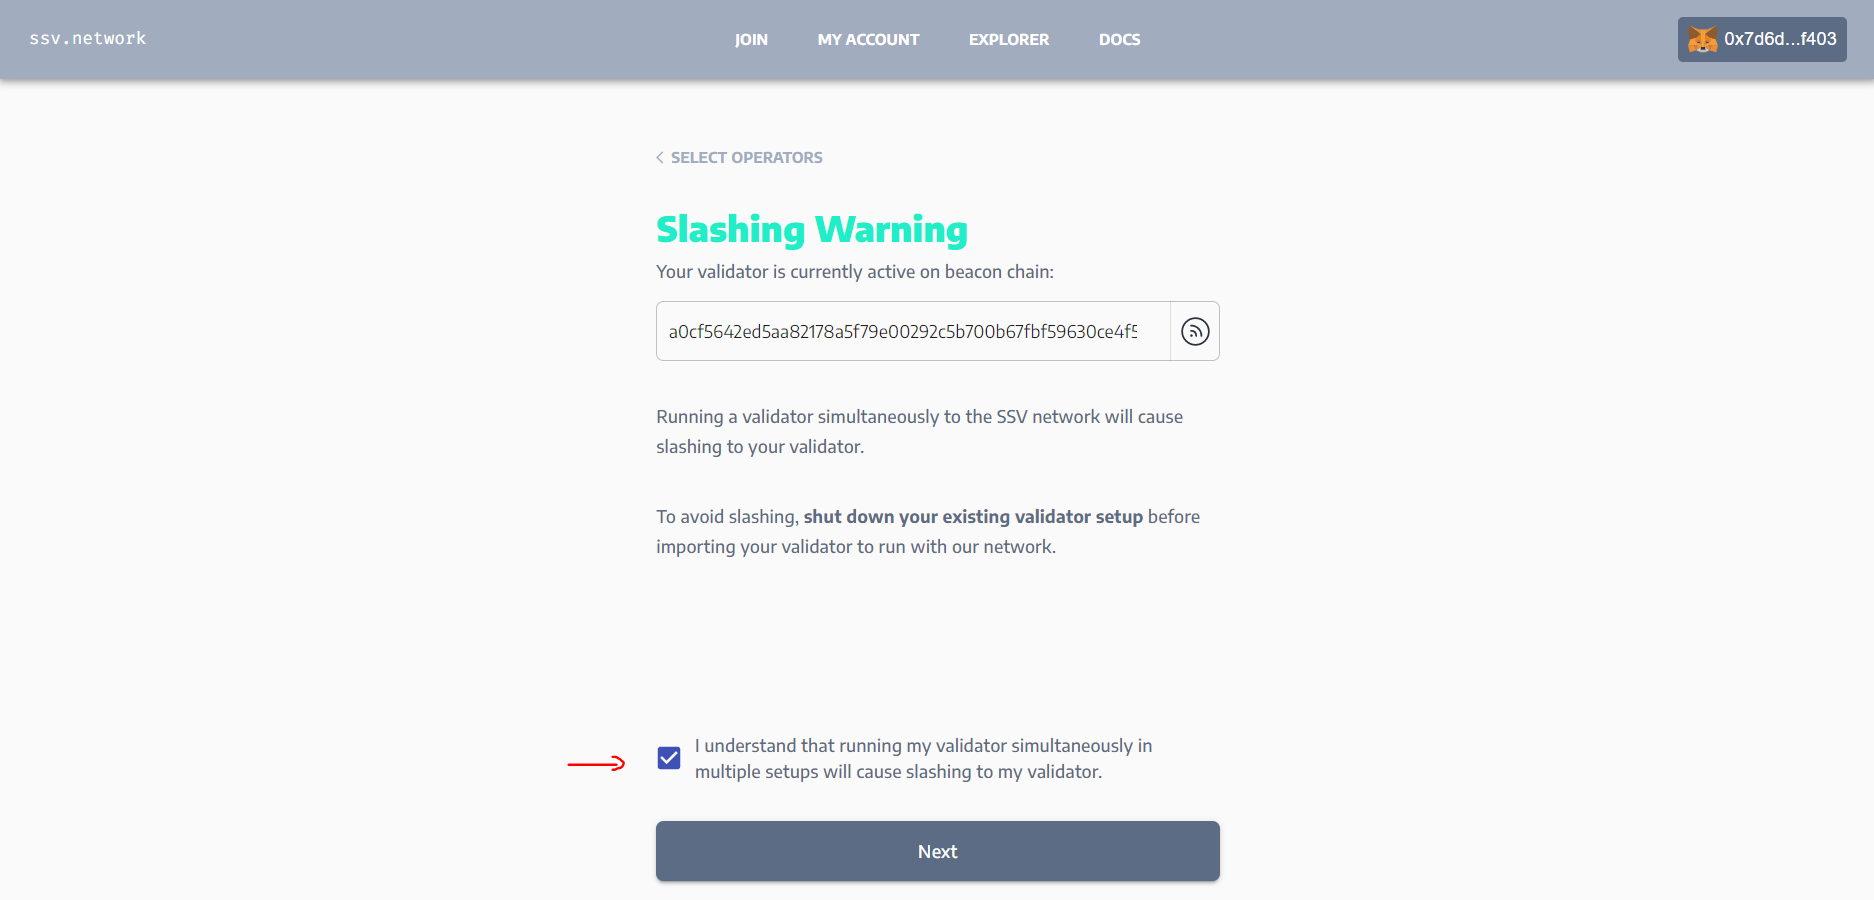 ssv.network
JOIN
MY ACCOUNT
EXPLORER
DOCS
0x7d6d...f403
SELECT OPERATORS
Slashing Warning
Your validator is currently active on beacon chain:
a0cf5642ed5aa82178a5f79e00292c5b700b67fbf59630ce4f5
Running a validator simultaneously to the SSV network will cause
slashing to your validator.
To avoid slashing, shut down your existing validator setup before
importing your validator to run with our network.
I understand that running my validator simultaneously in
multiple setups will cause slashing to my validator.
Next